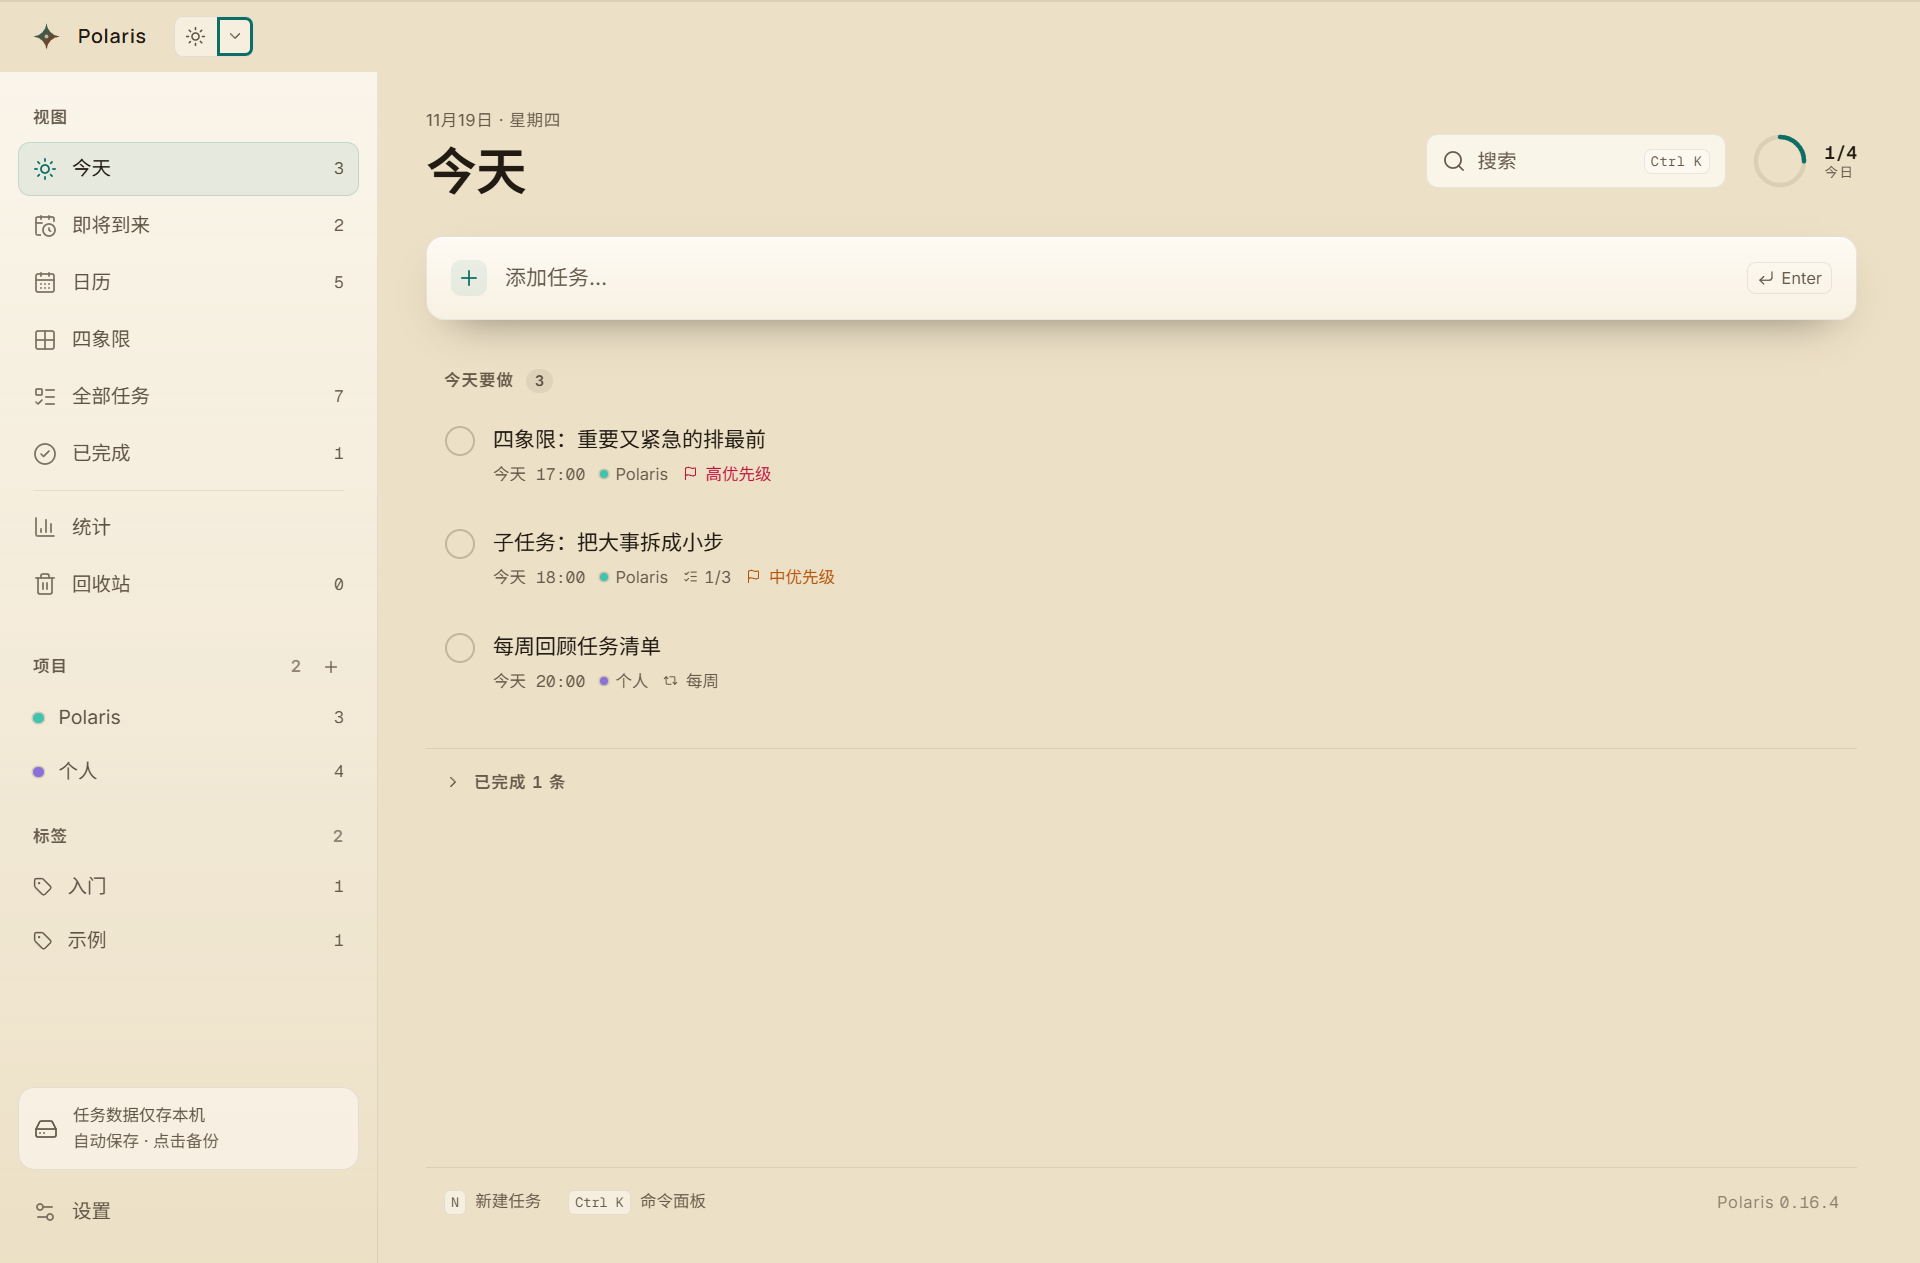 Polaris
视图
今天 3
即将到来 2
日历 5
四象限
全部任务 7
已完成 1
统计
回收站 0
项目 2
Polaris 3
个人 4
标签 2
入门 1
示例 1
任务数据仅存本机
自动保存 · 点击备份
设置
11月19日 · 星期四
今天
搜索 Ctrl K
1/4
今日
添加任务... Enter
今天要做 3
四象限：重要又紧急的排最前
今天 17:00 Polaris 高优先级
子任务：把大事拆成小步
今天 18:00 Polaris 1/3 中优先级
每周回顾任务清单
今天 20:00 个人 每周
已完成 1 条
N 新建任务 Ctrl K 命令面板
Polaris 0.16.4